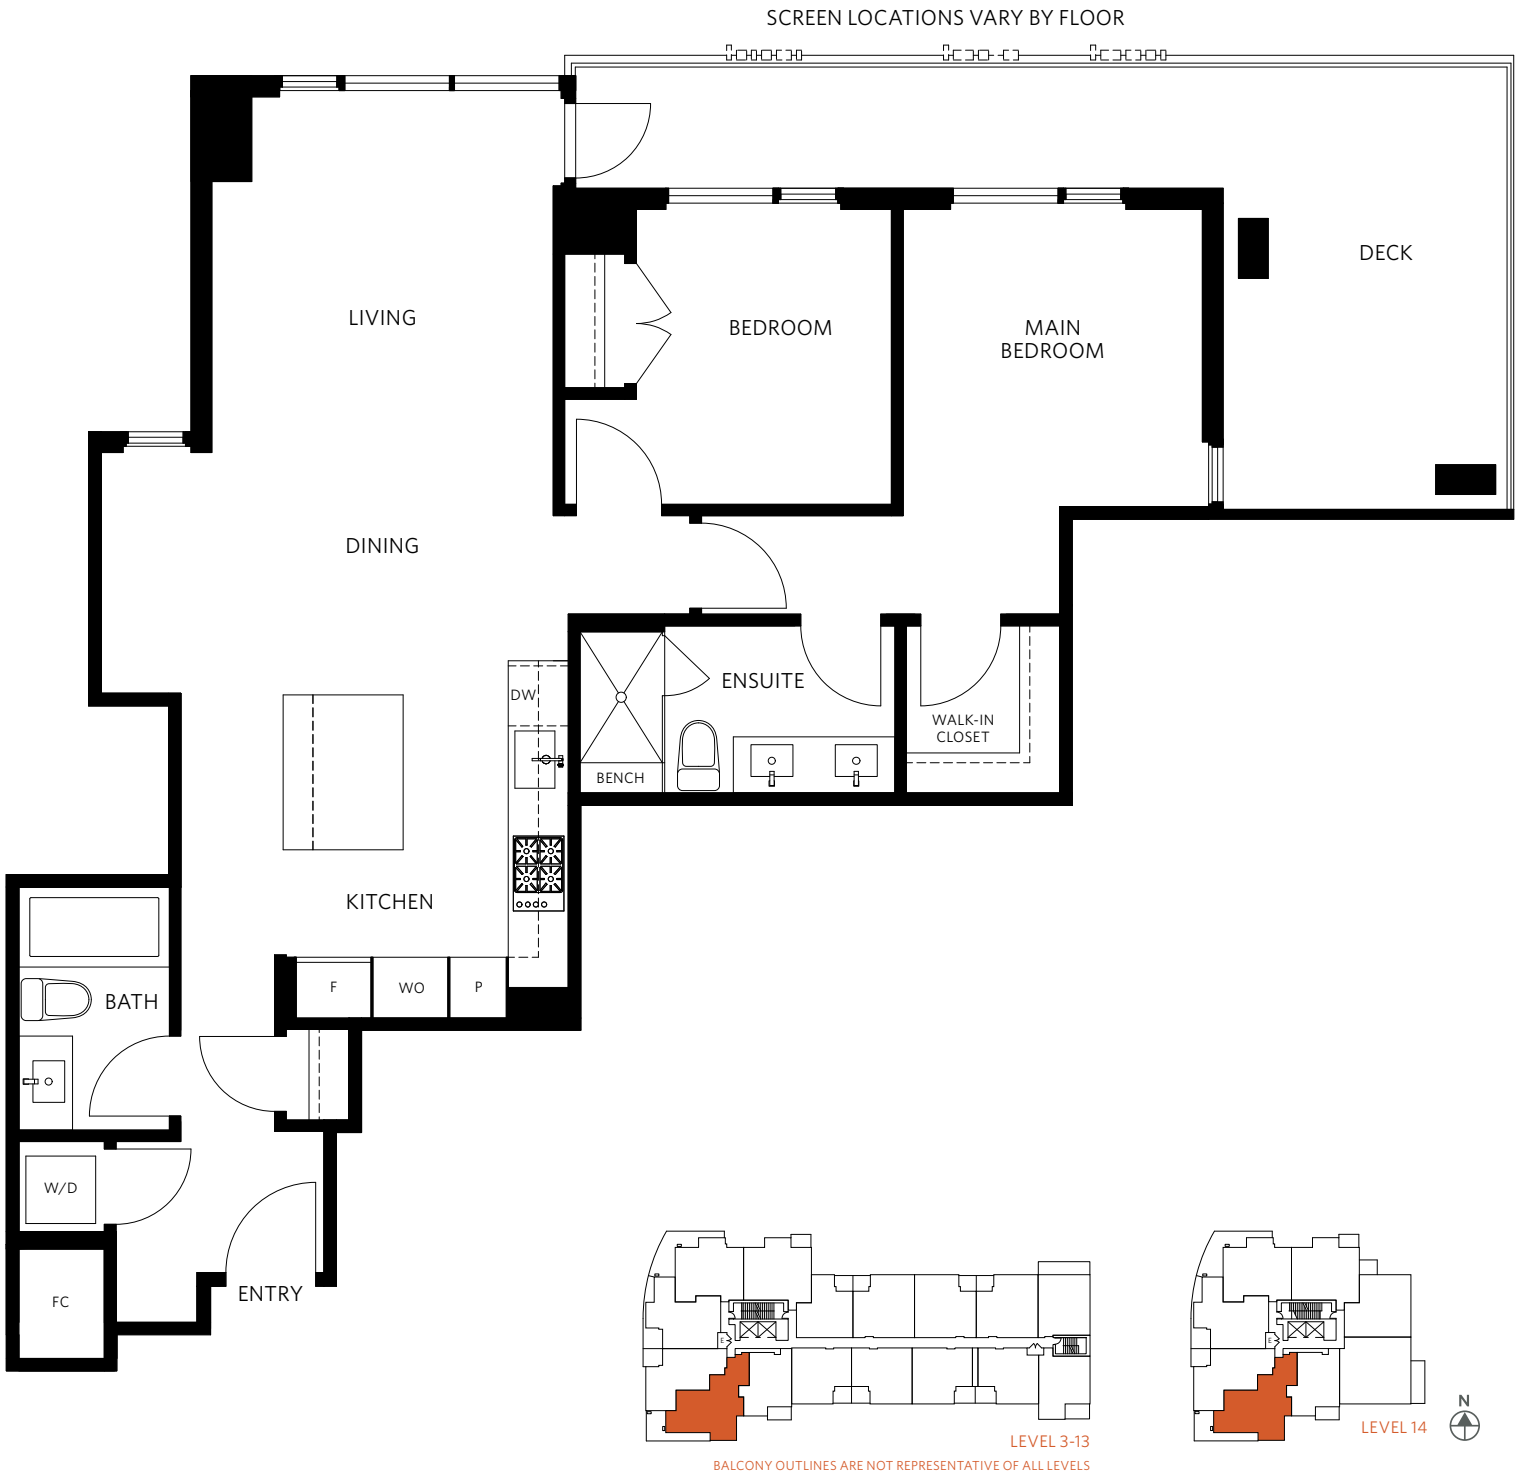 SCREEN LOCATIONS VARY BY FLOOR
DECK
LIVING
BEDROOM
MAIN
BEDROOM
DINING
DW
ENSUITE
WALK-IN
CLOSET
BENCH
KITCHEN
F
WO
P
BATH
W/D
ENTRY
FC
E
E
N
LEVEL 14
LEVEL 3-13
BALCONY OUTLINES ARE NOT REPRESENTATIVE OF ALL LEVELS